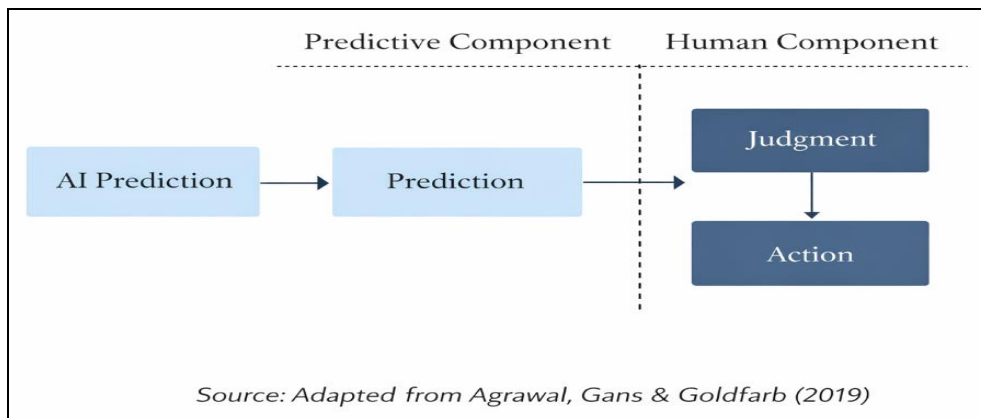 Predictive Component
Human Component
AI Prediction
Prediction
Judgment
Action
Source: Adapted from Agrawal, Gans & Goldfarb (2019)